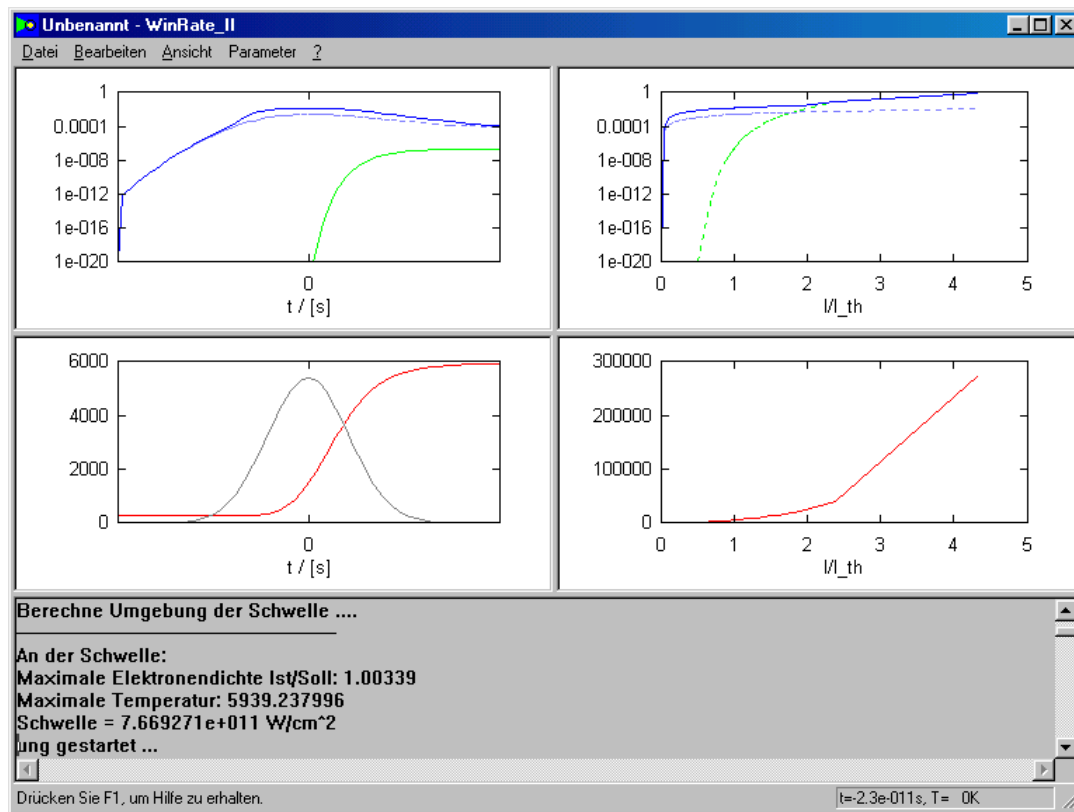 Unbenannt - WinRate_II
Datei Bearbeiten Ansicht Parameter ?
1
0.0001
1e-008
1e-012
1e-016
1e-020
0
t / [s]
1
0.0001
1e-008
1e-012
1e-016
1e-020
0 1 2 3 4 5
I/I_th
6000
4000
2000
0
0
t / [s]
300000
200000
100000
0
0 1 2 3 4 5
I/I_th
Berechne Umgebung der Schwelle ....
An der Schwelle:
Maximale Elektronendichte Ist/Soll: 1.00339
Maximale Temperatur: 5939.237996
Schwelle = 7.669271e+011 W/cm^2
ung gestartet ...
Drücken Sie F1, um Hilfe zu erhalten.
t=-2.3e-011s, T= 0K